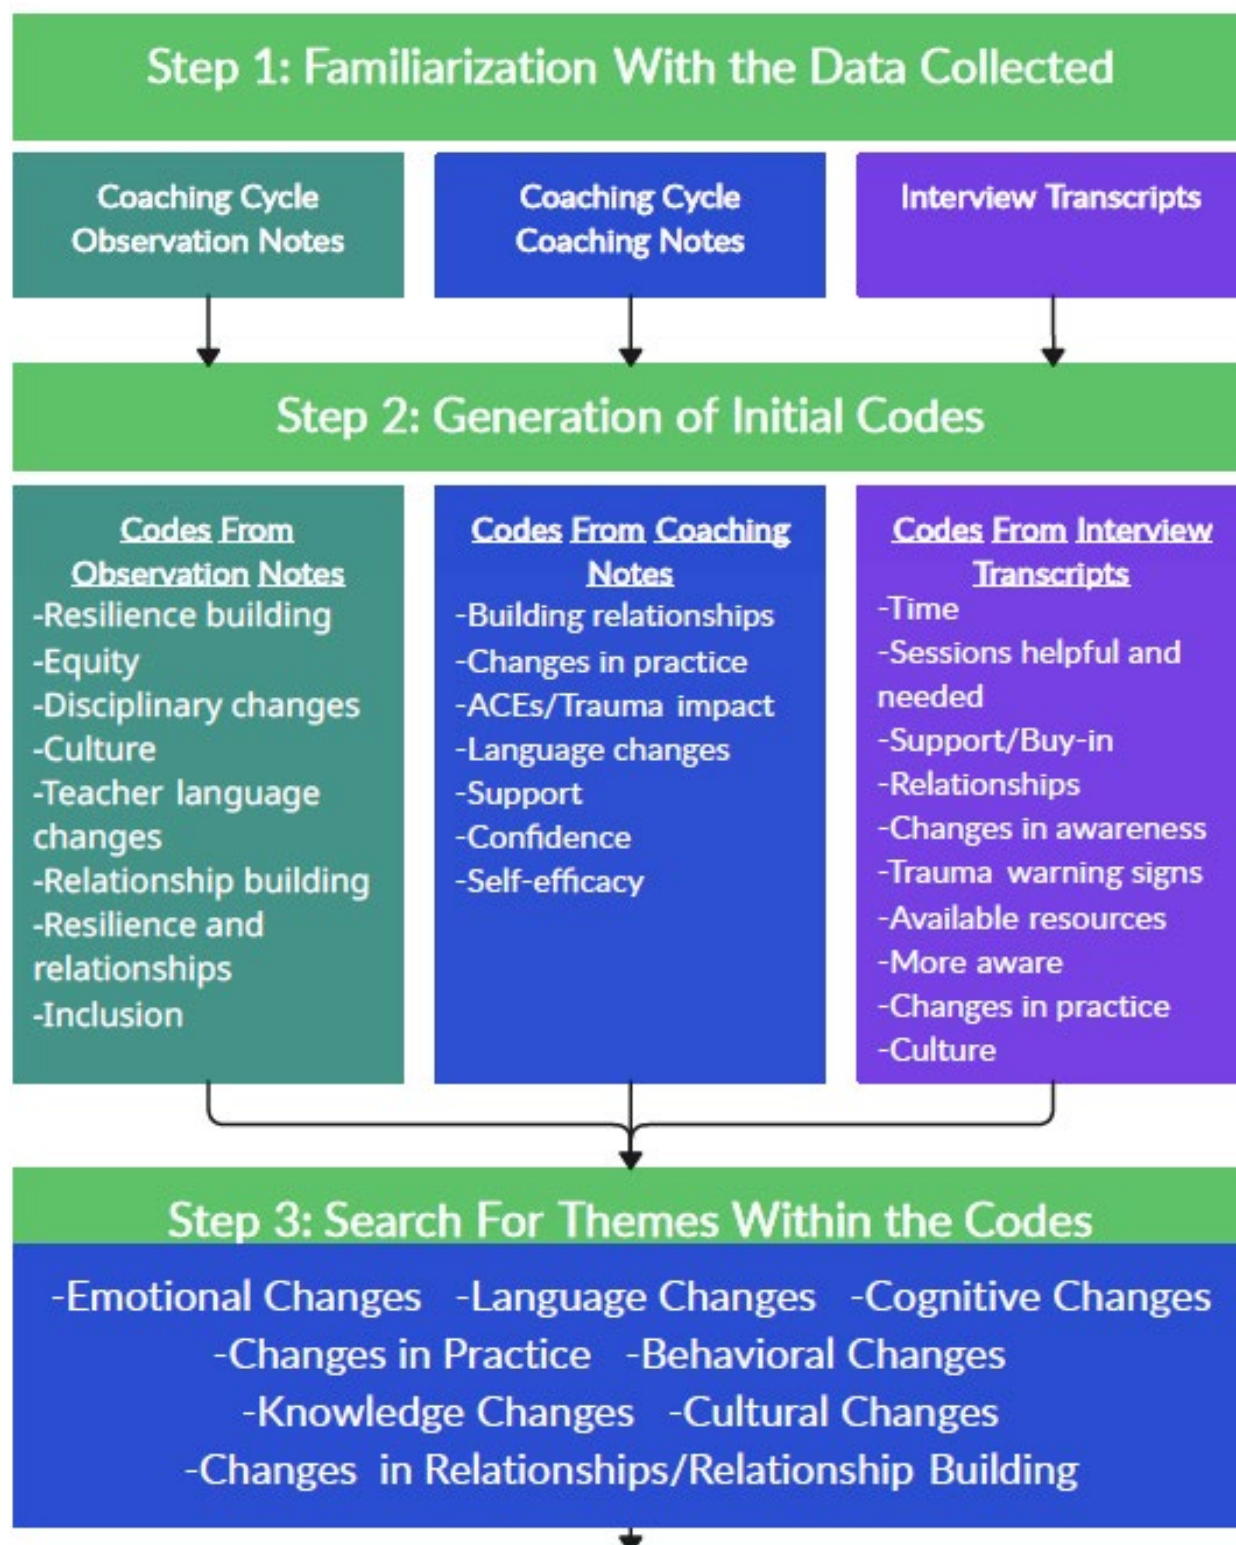 Step 1: Familiarization With the Data Collected
Coaching Cycle
Observation Notes
Coaching Cycle
Coaching Notes
Interview Transcripts
Step 2: Generation of Initial Codes
Codes From
Observation Notes
-Resilience building
-Equity
-Disciplinary changes
-Culture
-Teacher language
changes
-Relationship building
-Resilience and
relationships
-Inclusion
Codes From Coaching
Notes
-Building relationships
-Changes in practice
-ACEs/Trauma impact
-Language changes
-Support
-Confidence
-Self-efficacy
Codes From Interview
Transcripts
-Time
-Sessions helpful and
needed
-Support/Buy-in
-Relationships
-Changes in awareness
-Trauma warning signs
-Available resources
-More aware
-Changes in practice
-Culture
Step 3: Search For Themes Within the Codes
-Emotional Changes -Language Changes -Cognitive Changes
-Changes in Practice -Behavioral Changes
-Knowledge Changes -Cultural Changes
-Changes in Relationships/Relationship Building